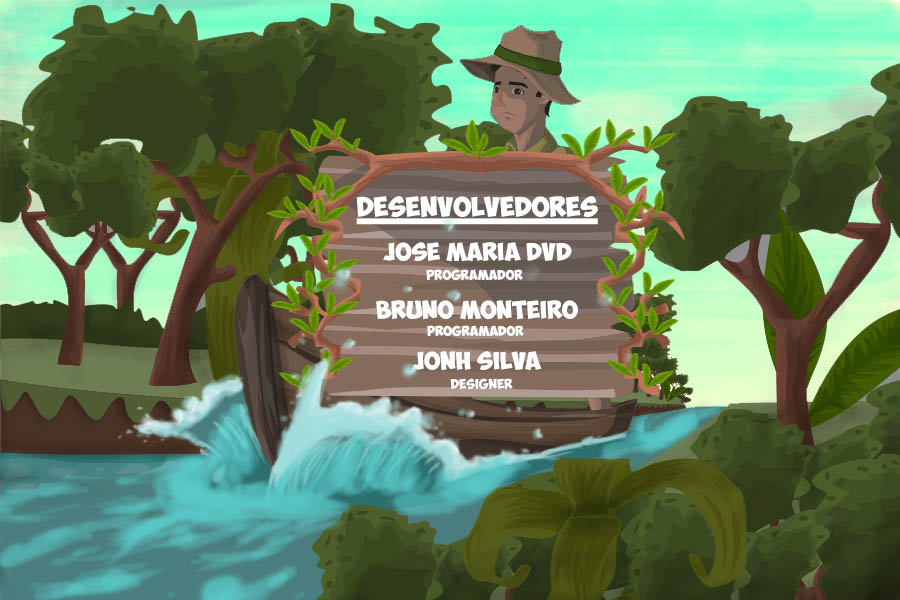 DESENVOLVEDORES
JOSE MARIA DVD
PROGRAMADOR
BRUNO MONTEIRO
PROGRAMADOR
JONH SILVA
DESIGNER